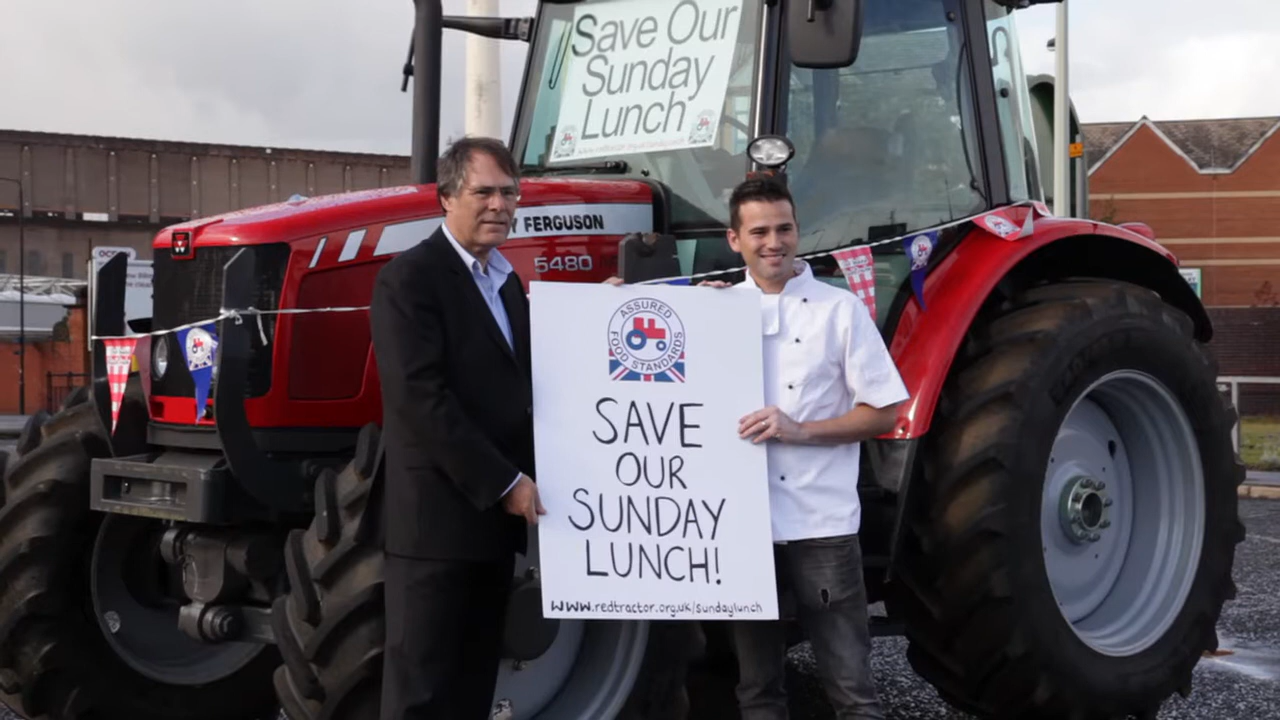 Save Our
Sunday
Lunch
FERGUSON
5480
ASSURED
FOOD STANDARDS
SAVE
OUR
SUNDAY
LUNCH!
www.redtractor.org.uk/sundaylunch